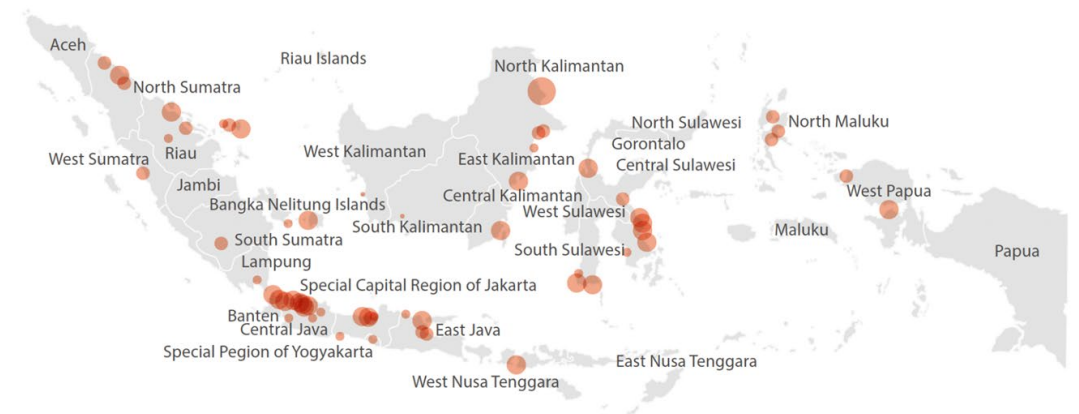 Aceh
Riau Islands
North Kalimantan
North Sumatra
North Sulawesi
North Maluku
Gorontalo
West Kalimantan
Riau
West Sumatra
East Kalimantan
Central Sulawesi
Jambi
West Papua
Central Kalimantan
Bangka Nelitung Islands
West Sulawesi
South Kalimantan
Maluku
South Sumatra
South Sulawesi
Papua
Lampung
Special Capital Region of Jakarta
Banten
Central Java
East Java
Special Pegion of Yogyakarta
East Nusa Tenggara
West Nusa Tenggara